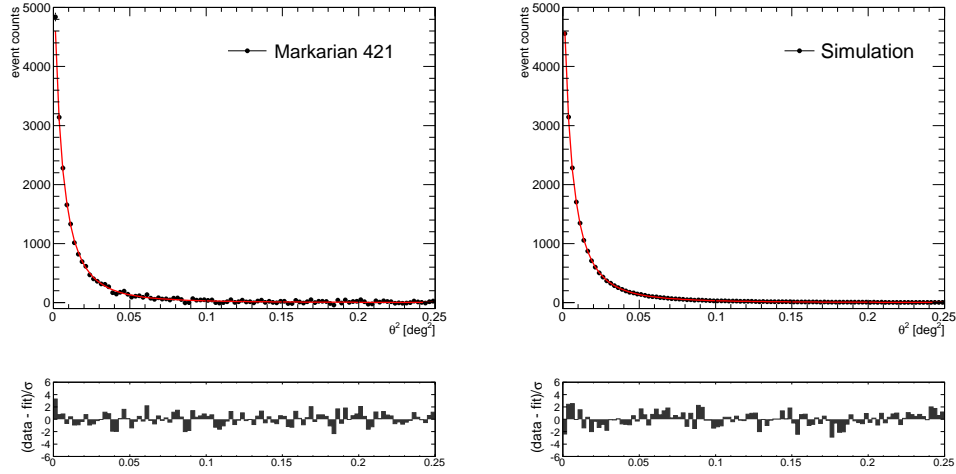 event counts
5000
4000
3000
2000
1000
0
Markarian 421
0 0.05 0.1 0.15 0.2 0.25
θ² [deg²]
event counts
5000
4000
3000
2000
1000
0
Simulation
0 0.05 0.1 0.15 0.2 0.25
θ² [deg²]
(data - fit)/σ
6
4
2
0
-2
-4
-6
0 0.05 0.1 0.15 0.2 0.25
(data - fit)/σ
6
4
2
0
-2
-4
-6
0 0.05 0.1 0.15 0.2 0.25